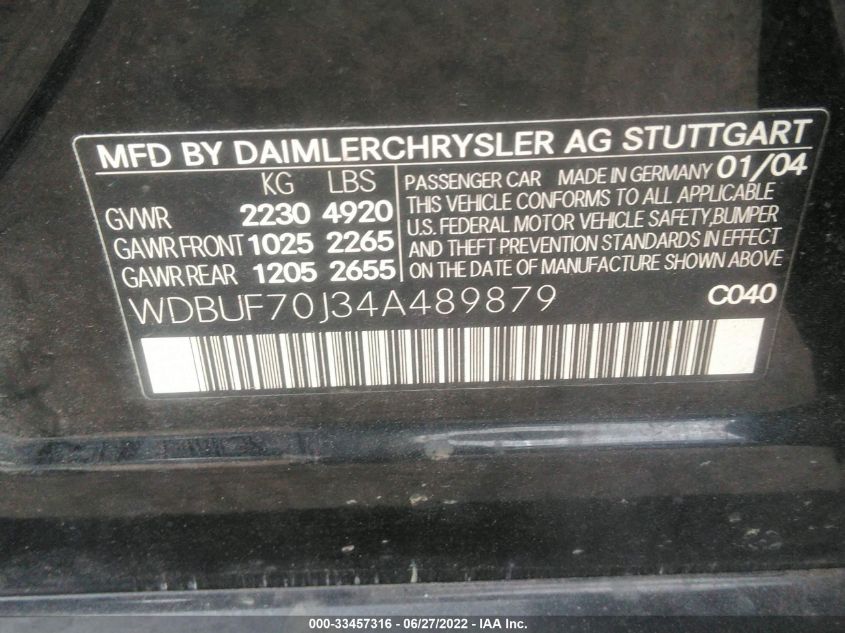 MFD BY DAIMLERCHRYSLER AG STUTTGART
KG LBS
GVWR 2230 4920
GAWR FRONT 1025 2265
GAWR REAR 1205 2655
PASSENGER CAR MADE IN GERMANY 01/04
THIS VEHICLE CONFORMS TO ALL APPLICABLE
U.S. FEDERAL MOTOR VEHICLE SAFETY,BUMPER
AND THEFT PREVENTION STANDARDS IN EFFECT
ON THE DATE OF MANUFACTURE SHOWN ABOVE
WDBUF70J34A489879 C040
000-33457316 - 06/27/2022 - IAA Inc.